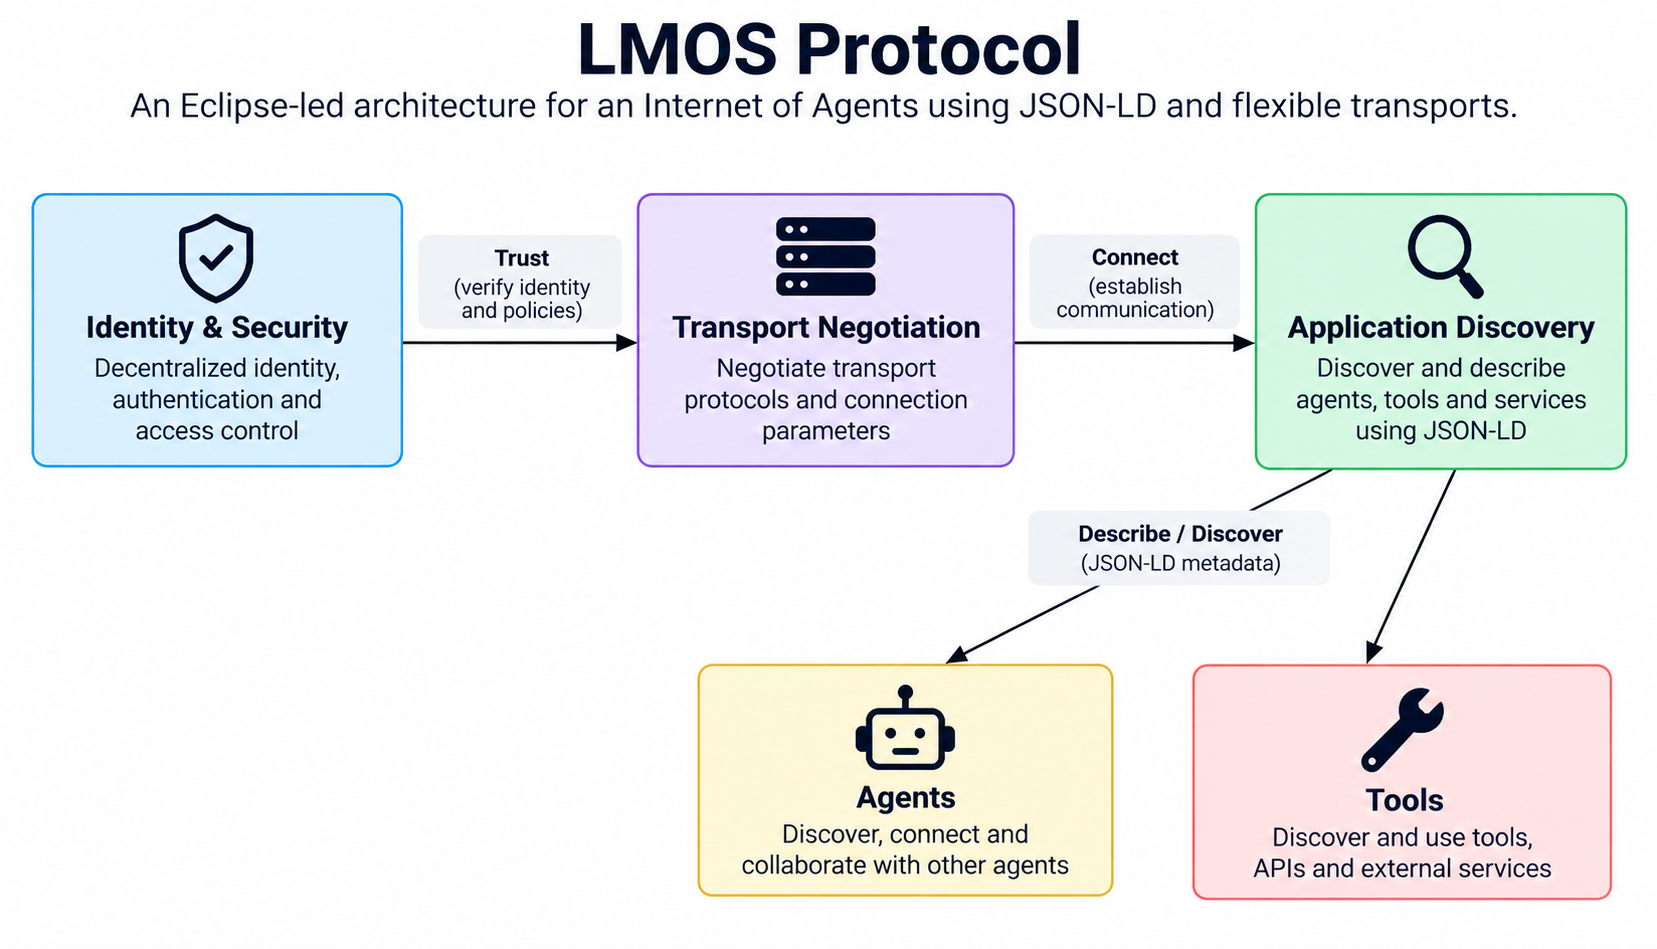 LMOS Protocol
An Eclipse-led architecture for an Internet of Agents using JSON-LD and flexible transports.
Identity & Security
Decentralized identity,
authentication and
access control
Trust
(verify identity
and policies)
Transport Negotiation
Negotiate transport
protocols and connection
parameters
Connect
(establish
communication)
Application Discovery
Discover and describe
agents, tools and services
using JSON-LD
Describe / Discover
(JSON-LD metadata)
Agents
Discover, connect and
collaborate with other agents
Tools
Discover and use tools,
APIs and external services